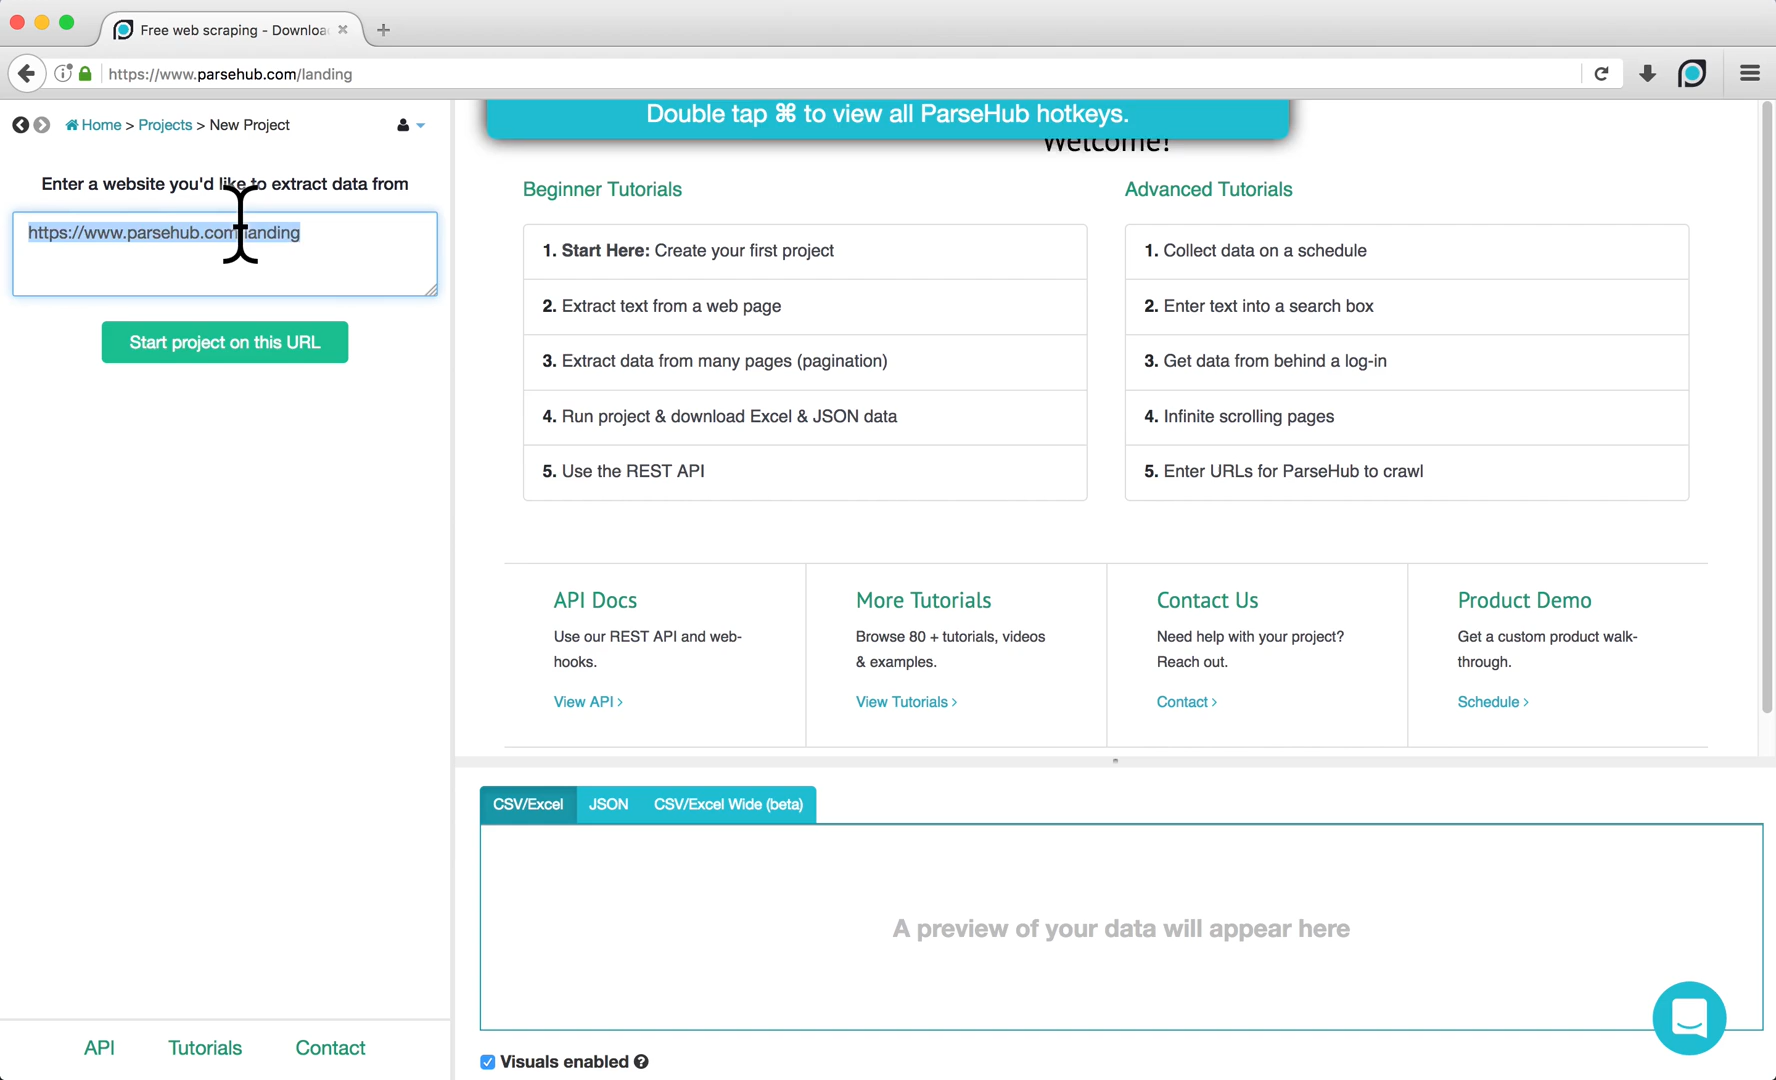 Free web scraping - Downloa
https://www.parsehub.com/landing
Home > Projects > New Project
Enter a website you'd like to extract data from
https://www.parsehub.com/landing
Start project on this URL
API
Tutorials
Contact
Double tap ⌘ to view all ParseHub hotkeys.
Welcome!
Beginner Tutorials
1. Start Here: Create your first project
2. Extract text from a web page
3. Extract data from many pages (pagination)
4. Run project & download Excel & JSON data
5. Use the REST API
Advanced Tutorials
1. Collect data on a schedule
2. Enter text into a search box
3. Get data from behind a log-in
4. Infinite scrolling pages
5. Enter URLs for ParseHub to crawl
API Docs
Use our REST API and web-
hooks.
View API ›
More Tutorials
Browse 80 + tutorials, videos
& examples.
View Tutorials ›
Contact Us
Need help with your project?
Reach out.
Contact ›
Product Demo
Get a custom product walk-
through.
Schedule ›
CSV/Excel
JSON
CSV/Excel Wide (beta)
A preview of your data will appear here
Visuals enabled